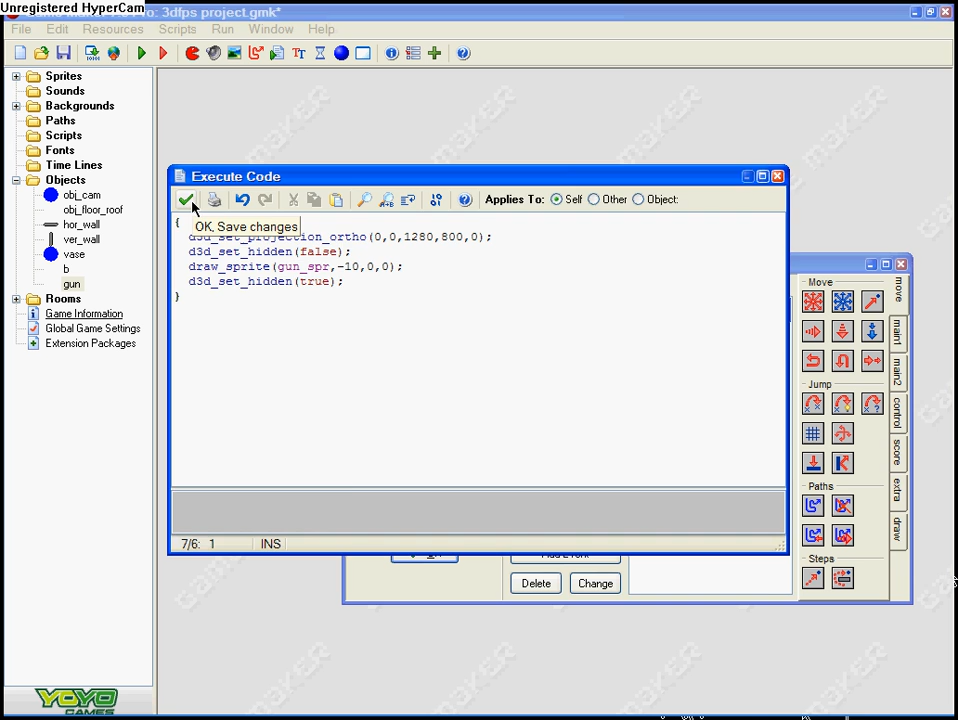 Unregistered HyperCam
ro: 3dfps project.gmk*
File Edit Resources Scripts Run Window Help
Sprites
Sounds
Backgrounds
Paths
Scripts
Fonts
Time Lines
Objects
obj_cam
obj_floor_roof
hor_wall
ver_wall
vase
b
gun
Rooms
Game Information
Global Game Settings
Extension Packages
YOYO
GAMES
Execute Code
Applies To: Self Other Object:
OK, Save changes
{
d3d_set_projection_ortho(0,0,1280,800,0);
d3d_set_hidden(false);
draw_sprite(gun_spr,-10,0,0);
d3d_set_hidden(true);
}
7/6: 1 INS
Delete Change
Move
Jump
Paths
Steps
move
main1
main2
control
score
extra
draw